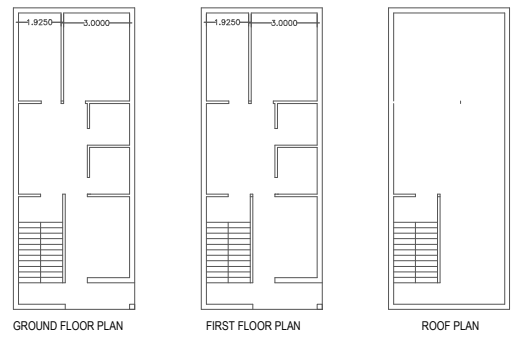 1.9250 3.0000 1.9250 3.0000
GROUND FLOOR PLAN FIRST FLOOR PLAN ROOF PLAN